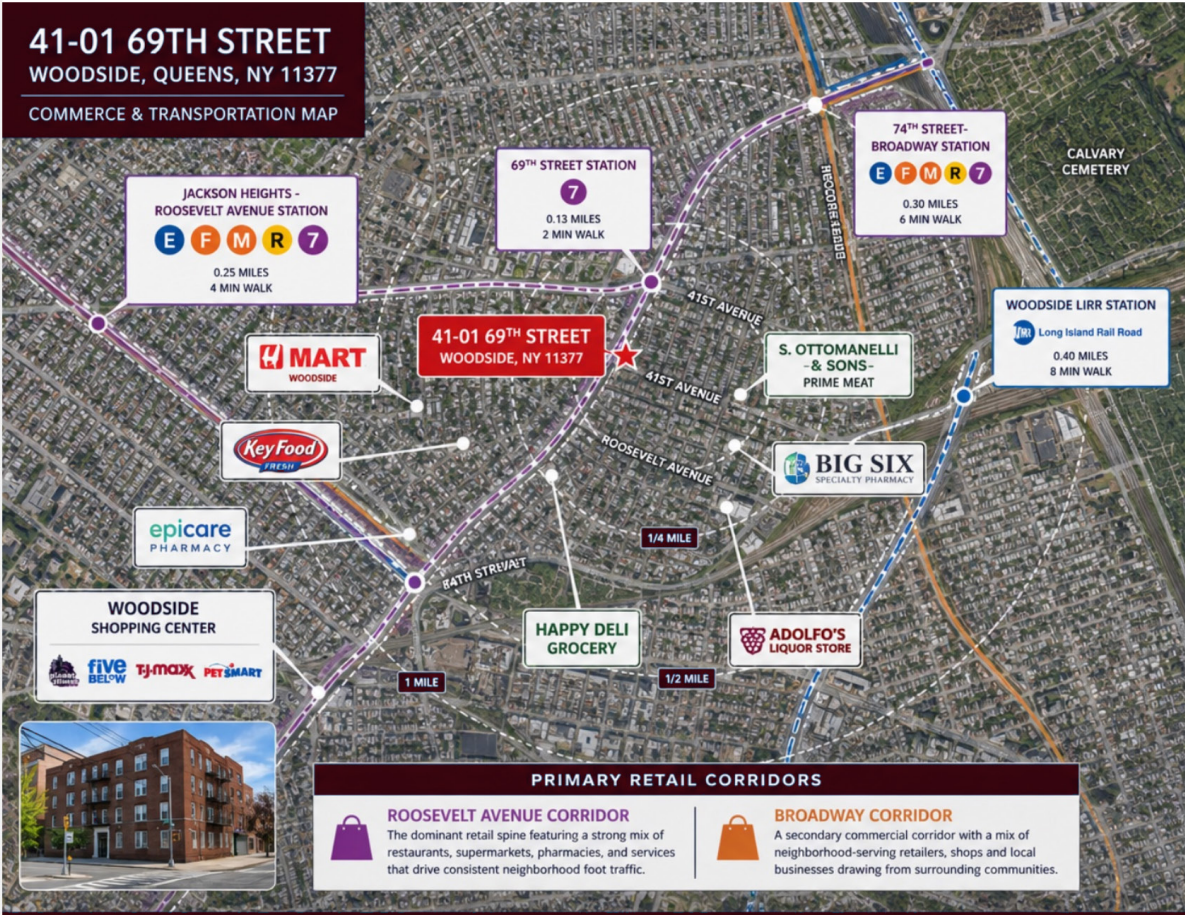 41-01 69TH STREET
WOODSIDE, QUEENS, NY 11377
COMMERCE & TRANSPORTATION MAP
74TH STREET-
BROADWAY STATION
E F M R 7
0.30 MILES
6 MIN WALK
CALVARY
CEMETERY
69TH STREET STATION
7
0.13 MILES
2 MIN WALK
JACKSON HEIGHTS -
ROOSEVELT AVENUE STATION
E F M R 7
0.25 MILES
4 MIN WALK
41ST AVENUE
WOODSIDE LIRR STATION
Long Island Rail Road
0.40 MILES
8 MIN WALK
41-01 69TH STREET
WOODSIDE, NY 11377
H MART
WOODSIDE
S. OTTOMANELLI
-& SONS-
PRIME MEAT
41ST AVENUE
ROOSEVELT AVENUE
Key Food
FRESH
BIG SIX
SPECIALTY PHARMACY
epicare
PHARMACY
1/4 MILE
WOODSIDE
SHOPPING CENTER
five
BELOW
T.J.maxx
PETSMART
HAPPY DELI
GROCERY
ADOLFO'S
LIQUOR STORE
1 MILE
1/2 MILE
PRIMARY RETAIL CORRIDORS
ROOSEVELT AVENUE CORRIDOR
The dominant retail spine featuring a strong mix of
restaurants, supermarkets, pharmacies, and services
that drive consistent neighborhood foot traffic.
BROADWAY CORRIDOR
A secondary commercial corridor with a mix of
neighborhood-serving retailers, shops and local
businesses drawing from surrounding communities.